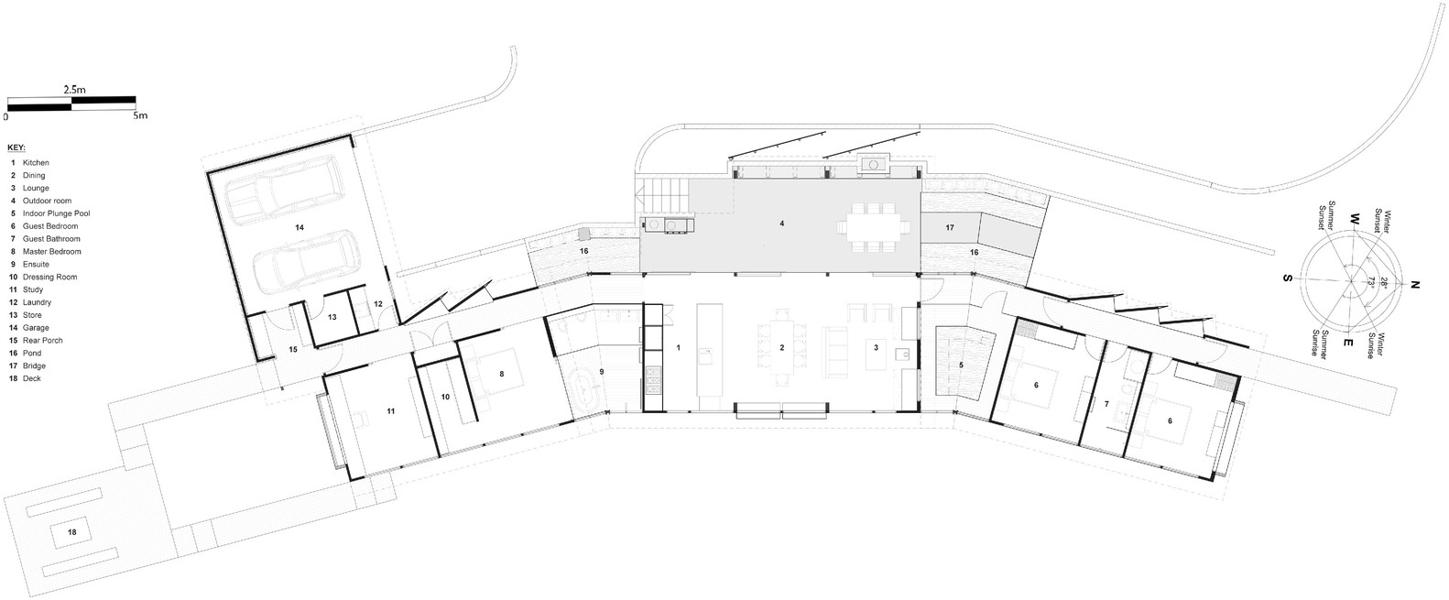 2.5m
0 5m
KEY:
1 Kitchen
2 Dining
3 Lounge
4 Outdoor room
5 Indoor Plunge Pool
6 Guest Bedroom
7 Guest Bathroom
8 Master Bedroom
9 Ensuite
10 Dressing Room
11 Study
12 Laundry
13 Store
14 Garage
15 Rear Porch
16 Pond
17 Bridge
18 Deck
14
13
12
15
11
10
8
9
16
4
1
2
3
17
16
5
6
7
6
18
Summer
Sunset
W
Winter
Sunset
S
28°
73°
N
Summer
Sunrise
E
Winter
Sunrise